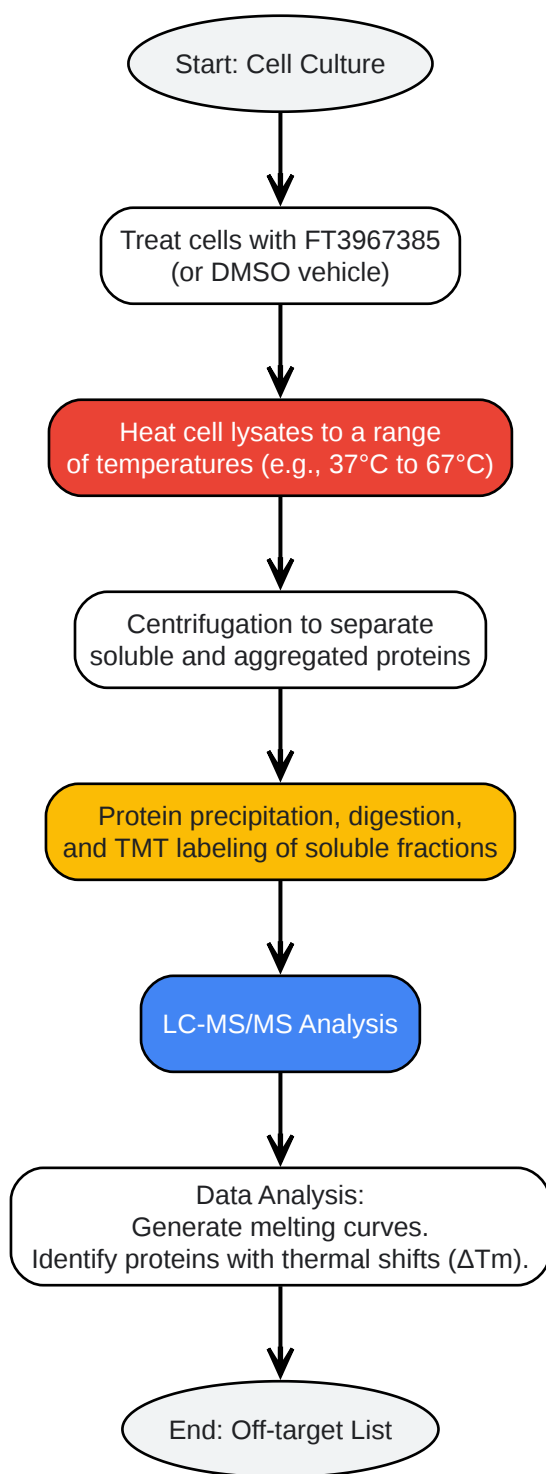 Start: Cell Culture
Treat cells with FT3967385
(or DMSO vehicle)
Heat cell lysates to a range
of temperatures (e.g., 37°C to 67°C)
Centrifugation to separate
soluble and aggregated proteins
Protein precipitation, digestion,
and TMT labeling of soluble fractions
LC-MS/MS Analysis
Data Analysis:
Generate melting curves.
Identify proteins with thermal shifts (ΔTm).
End: Off-target List